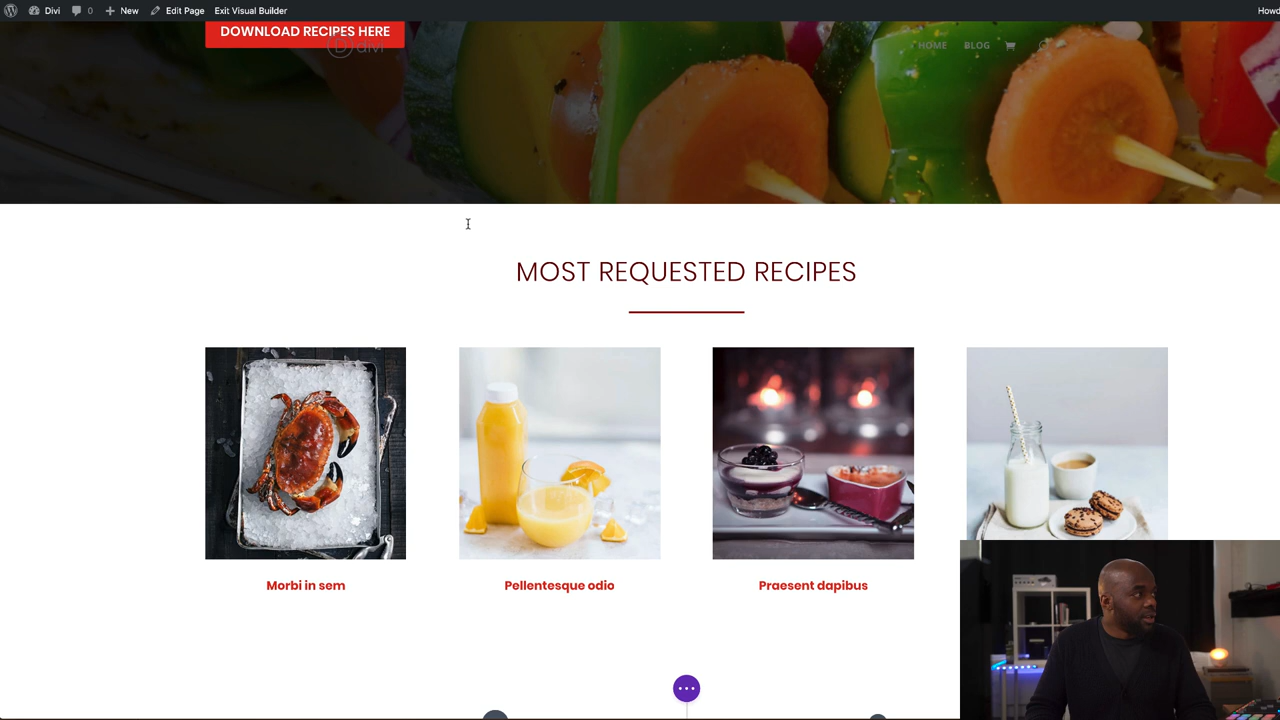 Divi 0 New Edit Page Exit Visual Builder Howd
DOWNLOAD RECIPES HERE
HOME BLOG
MOST REQUESTED RECIPES
Morbi in sem
Pellentesque odio
Praesent dapibus